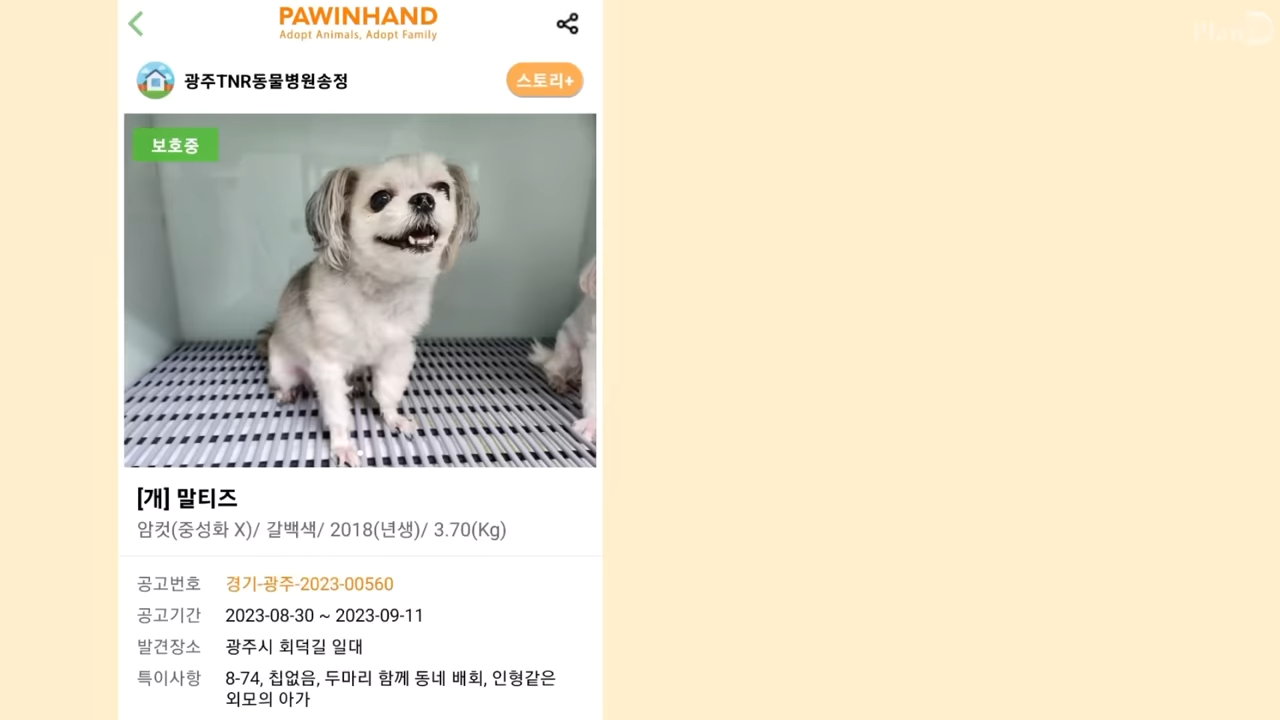 PAWINHAND
Adopt Animals, Adopt Family
Plan D
광주TNR동물병원송정
스토리+
보호중
[개] 말티즈
암컷(중성화 X)/ 갈백색/ 2018(년생)/ 3.70(Kg)
공고번호 경기-광주-2023-00560
공고기간 2023-08-30 ~ 2023-09-11
발견장소 광주시 회덕길 일대
특이사항 8-74, 칩없음, 두마리 함께 동네 배회, 인형같은
외모의 아가